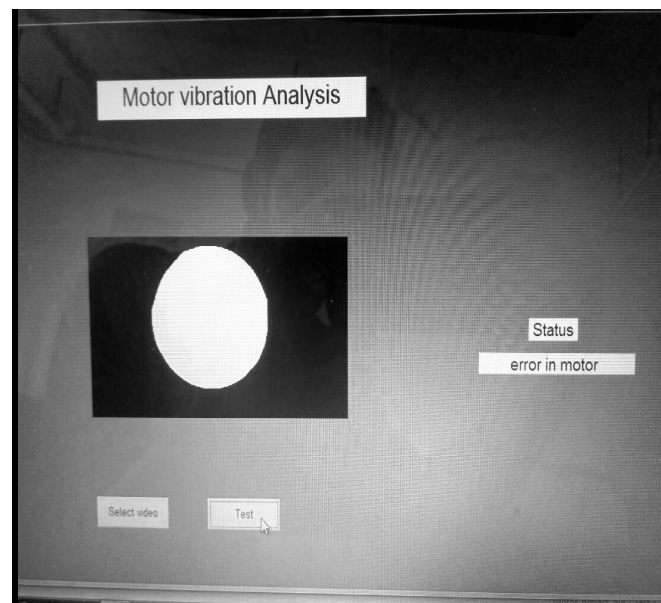 Motor vibration Analysis
Status
error in motor
Select video
Test